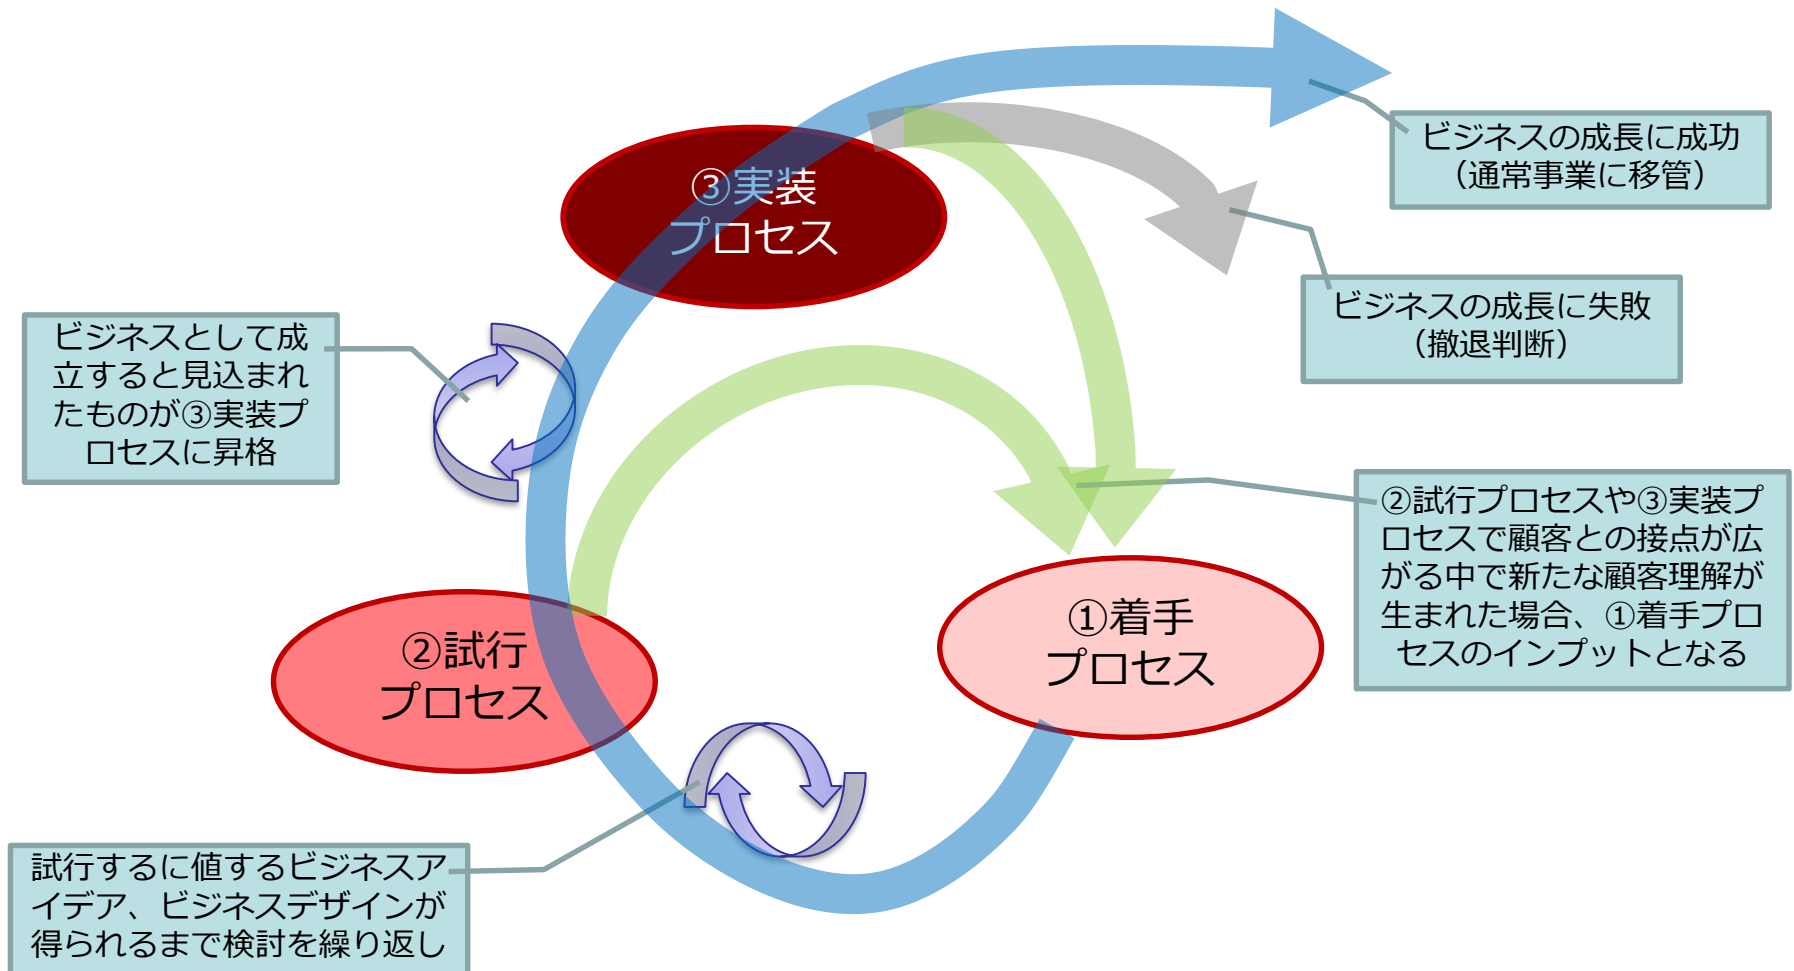 ビジネスの成長に成功
（通常事業に移管）
③実装
プロセス
ビジネスの成長に失敗
（撤退判断）
ビジネスとして成
立すると見込まれ
たものが③実装プ
ロセスに昇格
②試行プロセスや③実装プ
ロセスで顧客との接点が広
がる中で新たな顧客理解が
生まれた場合、①着手プロ
セスのインプットとなる
①着手
プロセス
②試行
プロセス
試行するに値するビジネスア
イデア、ビジネスデザインが
得られるまで検討を繰り返し